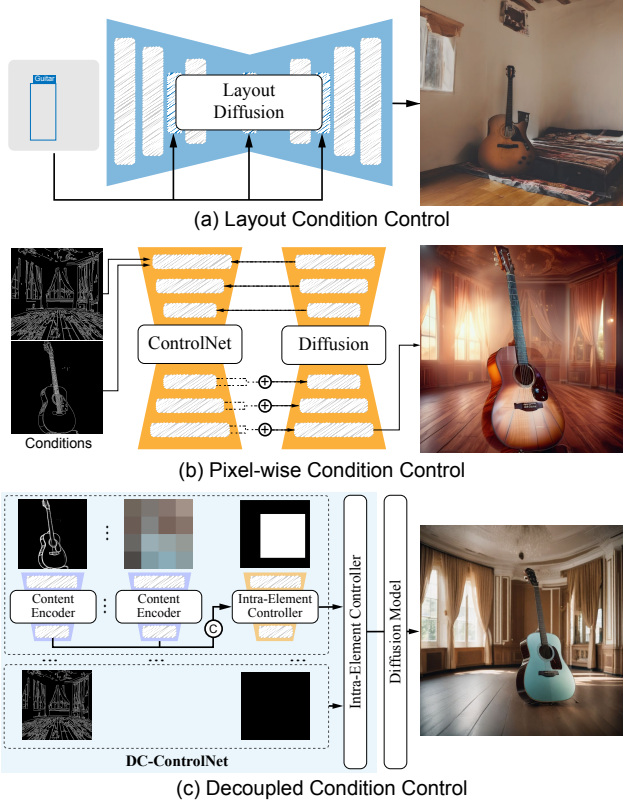 Guitar
Layout
Diffusion
(a) Layout Condition Control
ControlNet
Diffusion
Conditions
(b) Pixel-wise Condition Control
Content
Encoder
Content
Encoder
Intra-Element
Controller
C
Intra-Element Controller
Diffusion Model
DC-ControlNet
(c) Decoupled Condition Control